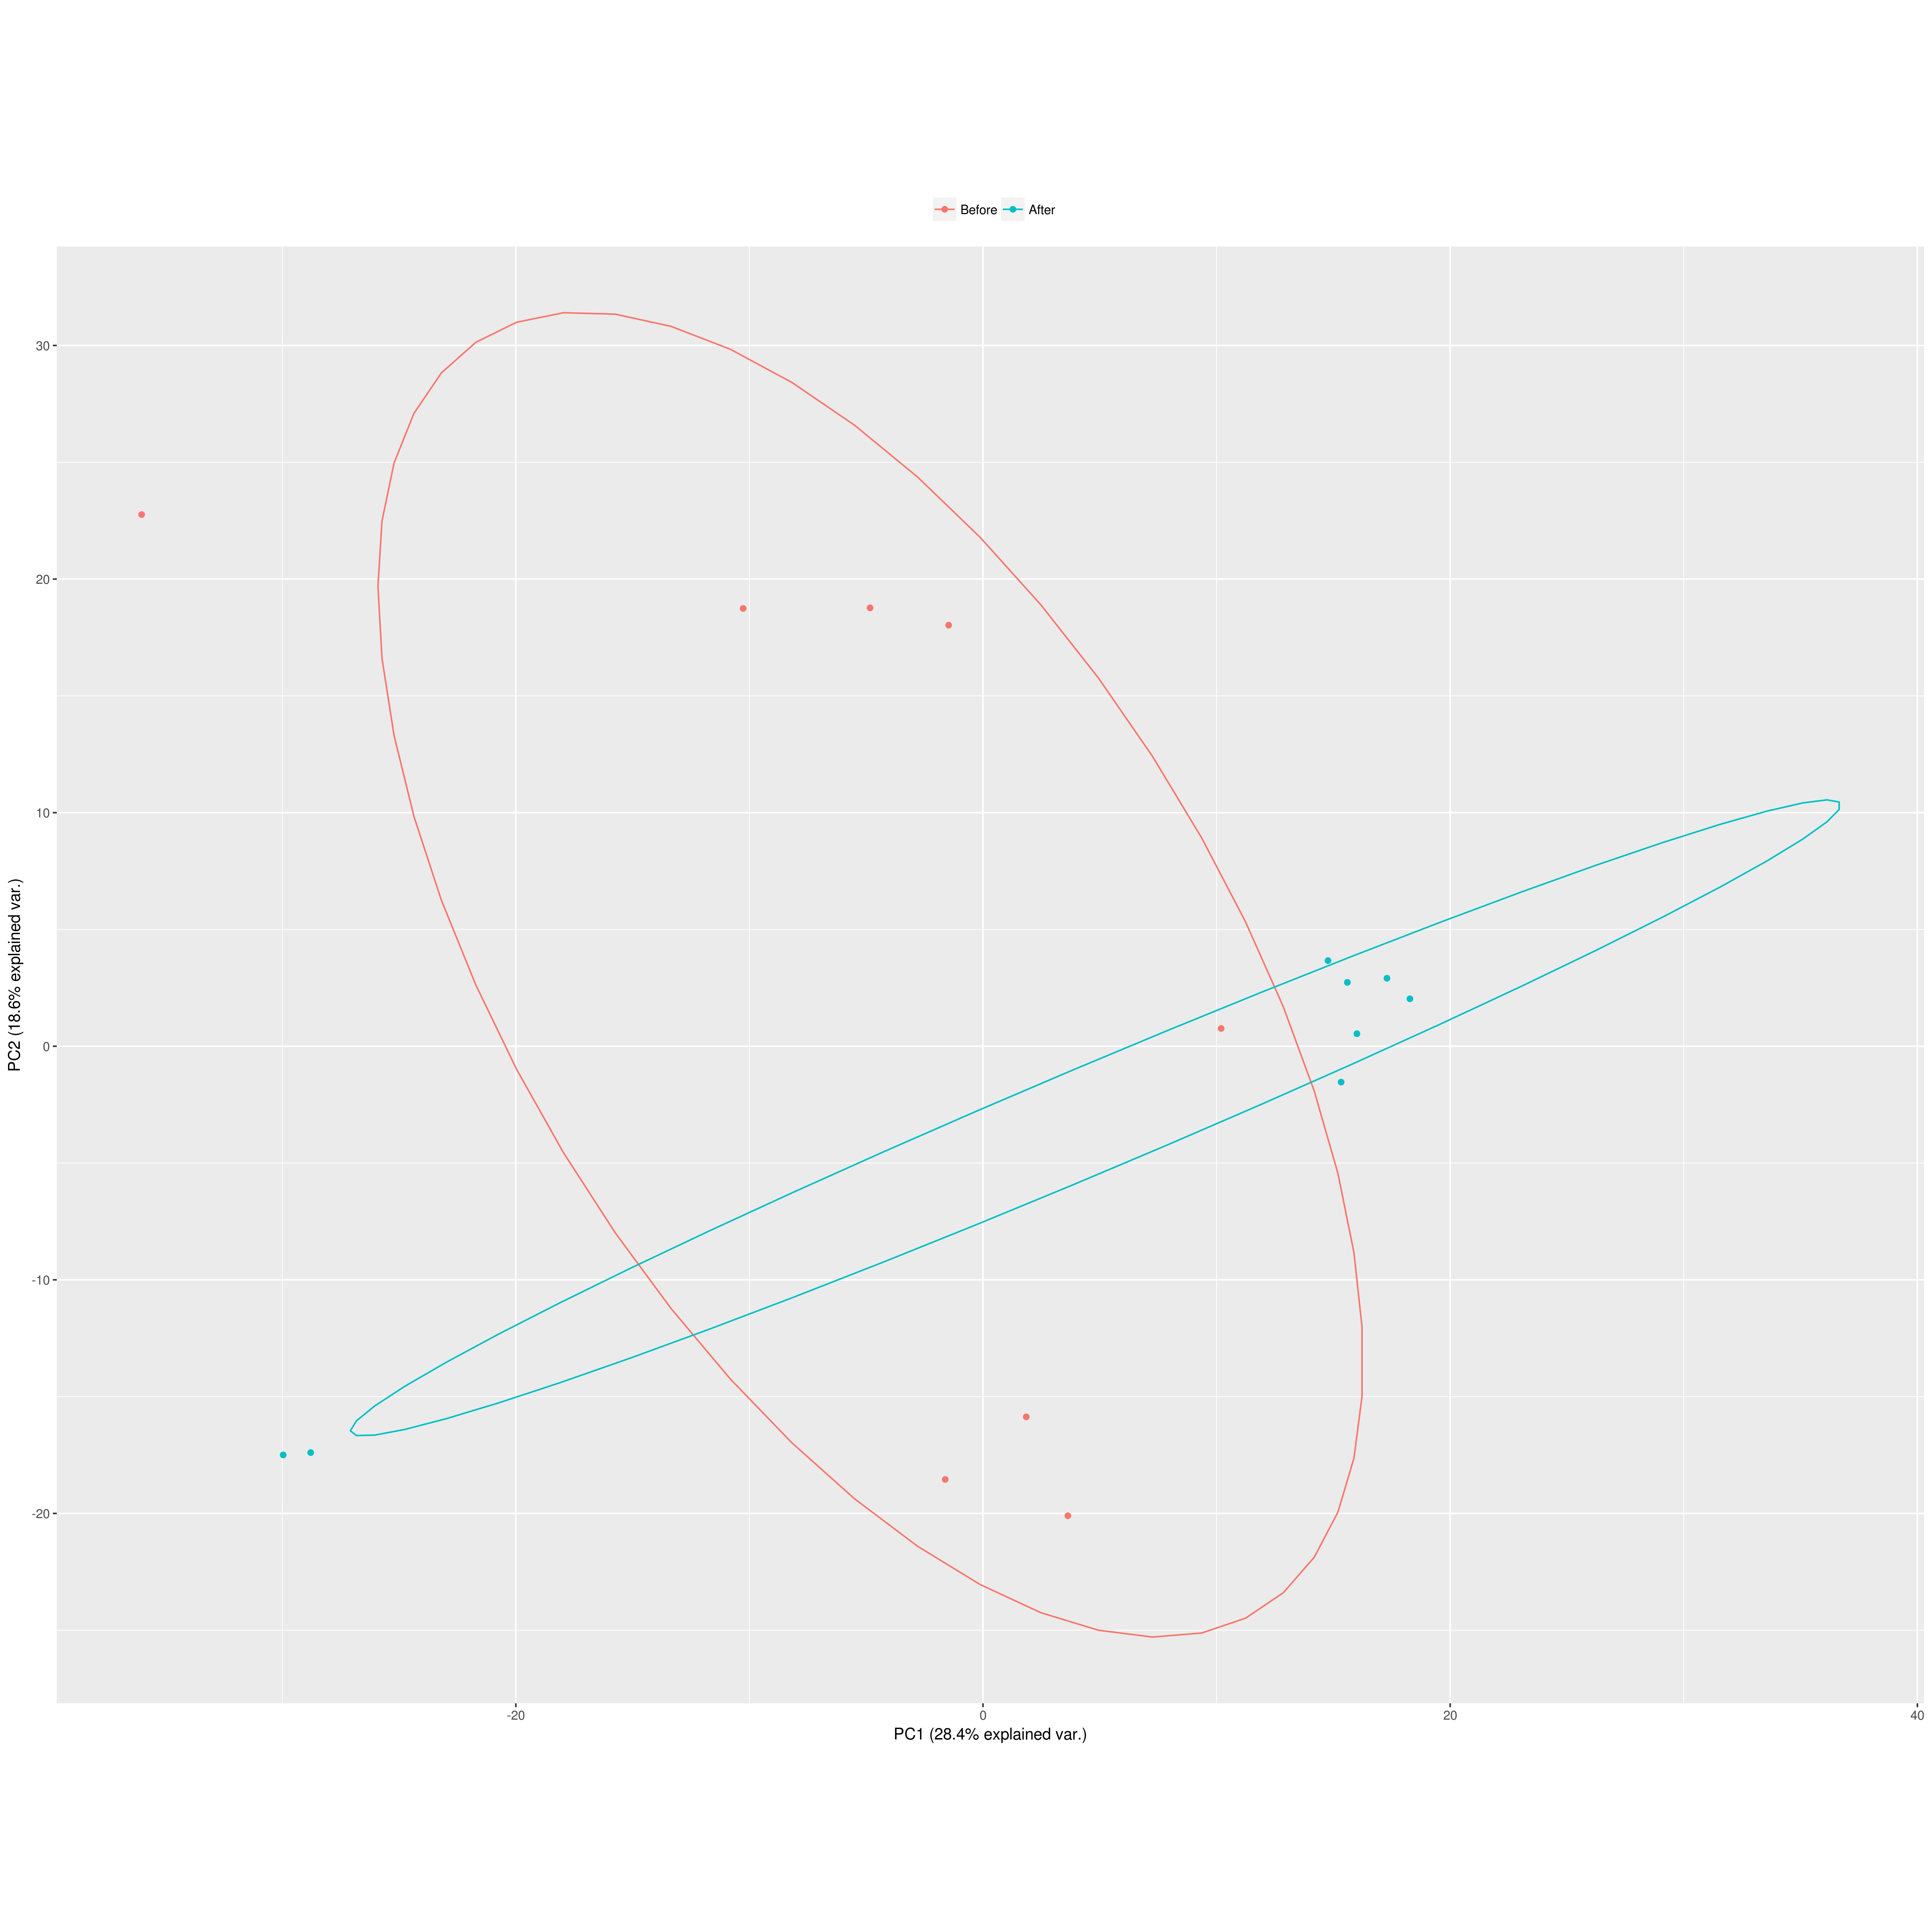 Before After
30
20
10
0
-10
-20
-20 0 20 40
PC1 (28.4% explained var.)
PC2 (18.6% explained var.)